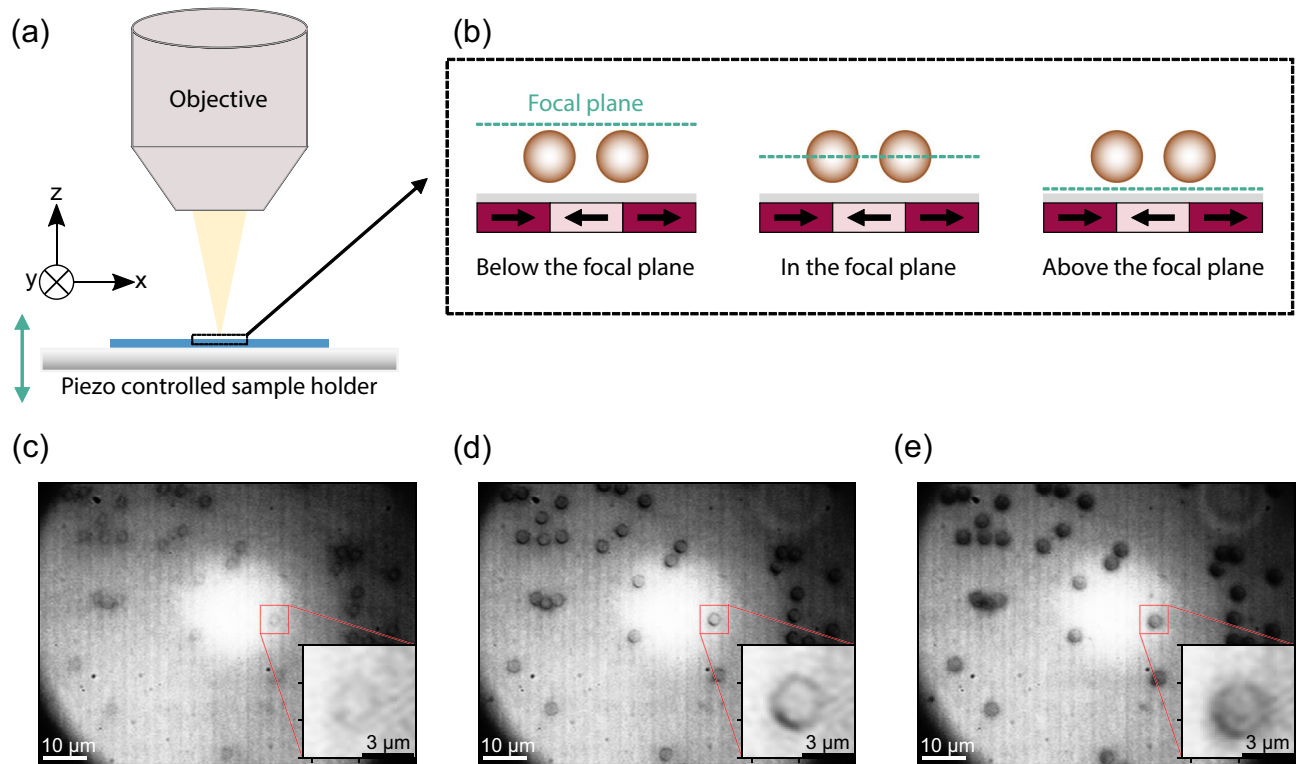 (a)
Objective
z
y
x
Piezo controlled sample holder
(b)
Focal plane
Below the focal plane
In the focal plane
Above the focal plane
(c)
10 μm
3 μm
(d)
10 μm
3 μm
(e)
10 μm
3 μm